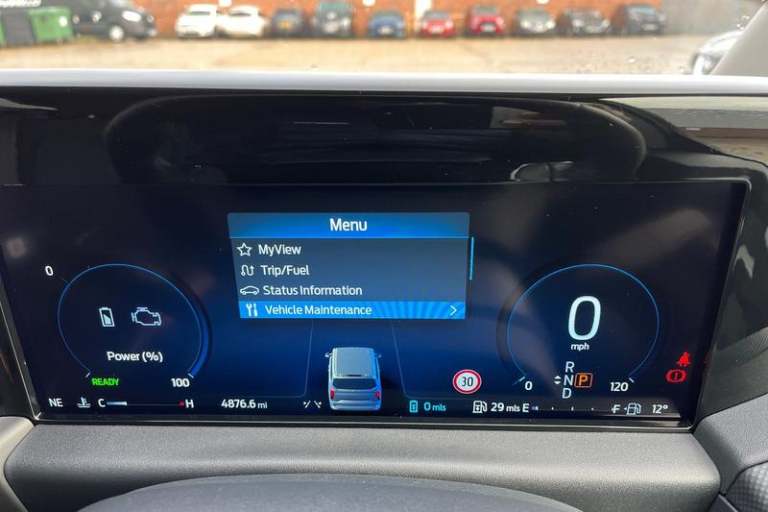 Menu
MyView
Trip/Fuel
Status Information
Vehicle Maintenance
0
Power (%)
READY
100
0
mph
R
N P
D
0
120
30
NE
C
H
4876.6 mi
0 mls
29 mls
E
F
12°